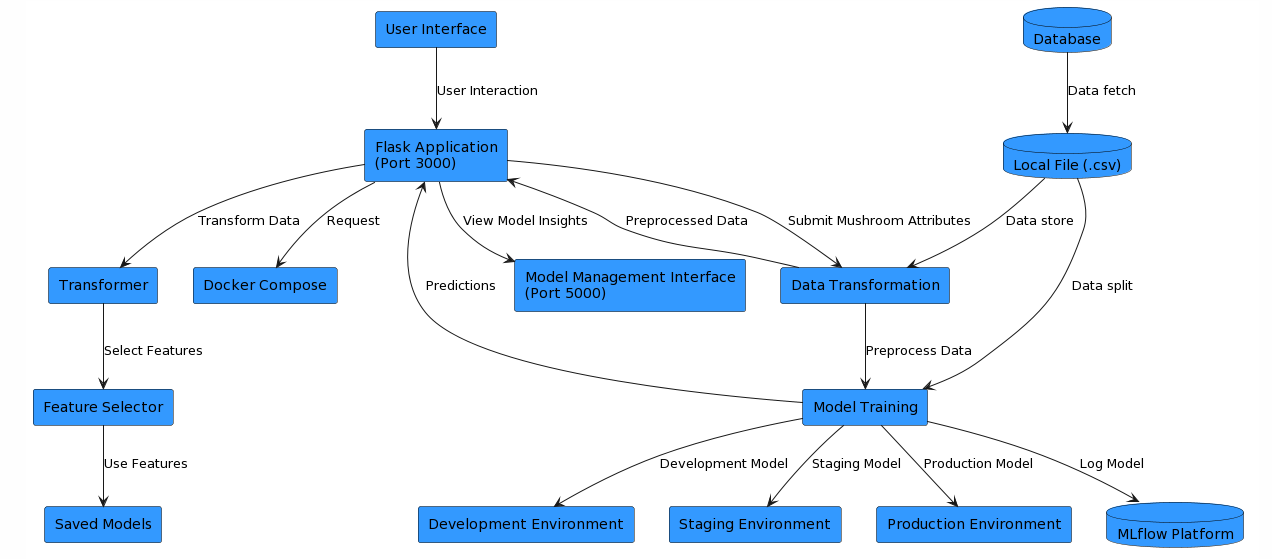 User Interface
Database
User Interaction
Data fetch
Flask Application
(Port 3000)
Local File (.csv)
Transform Data
Request
View Model Insights
Preprocessed Data
Submit Mushroom Attributes
Data store
Transformer
Docker Compose
Model Management Interface
(Port 5000)
Data Transformation
Predictions
Data split
Select Features
Preprocess Data
Feature Selector
Model Training
Use Features
Development Model
Staging Model
Production Model
Log Model
Saved Models
Development Environment
Staging Environment
Production Environment
MLflow Platform